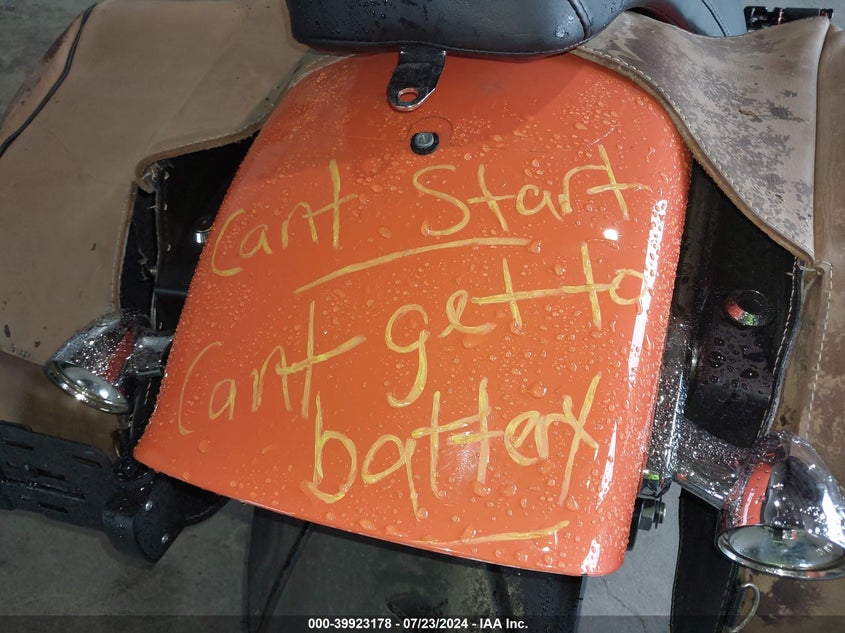 Cant Start
Cant get to
battery
000-39923178 - 07/23/2024 - IAA Inc.